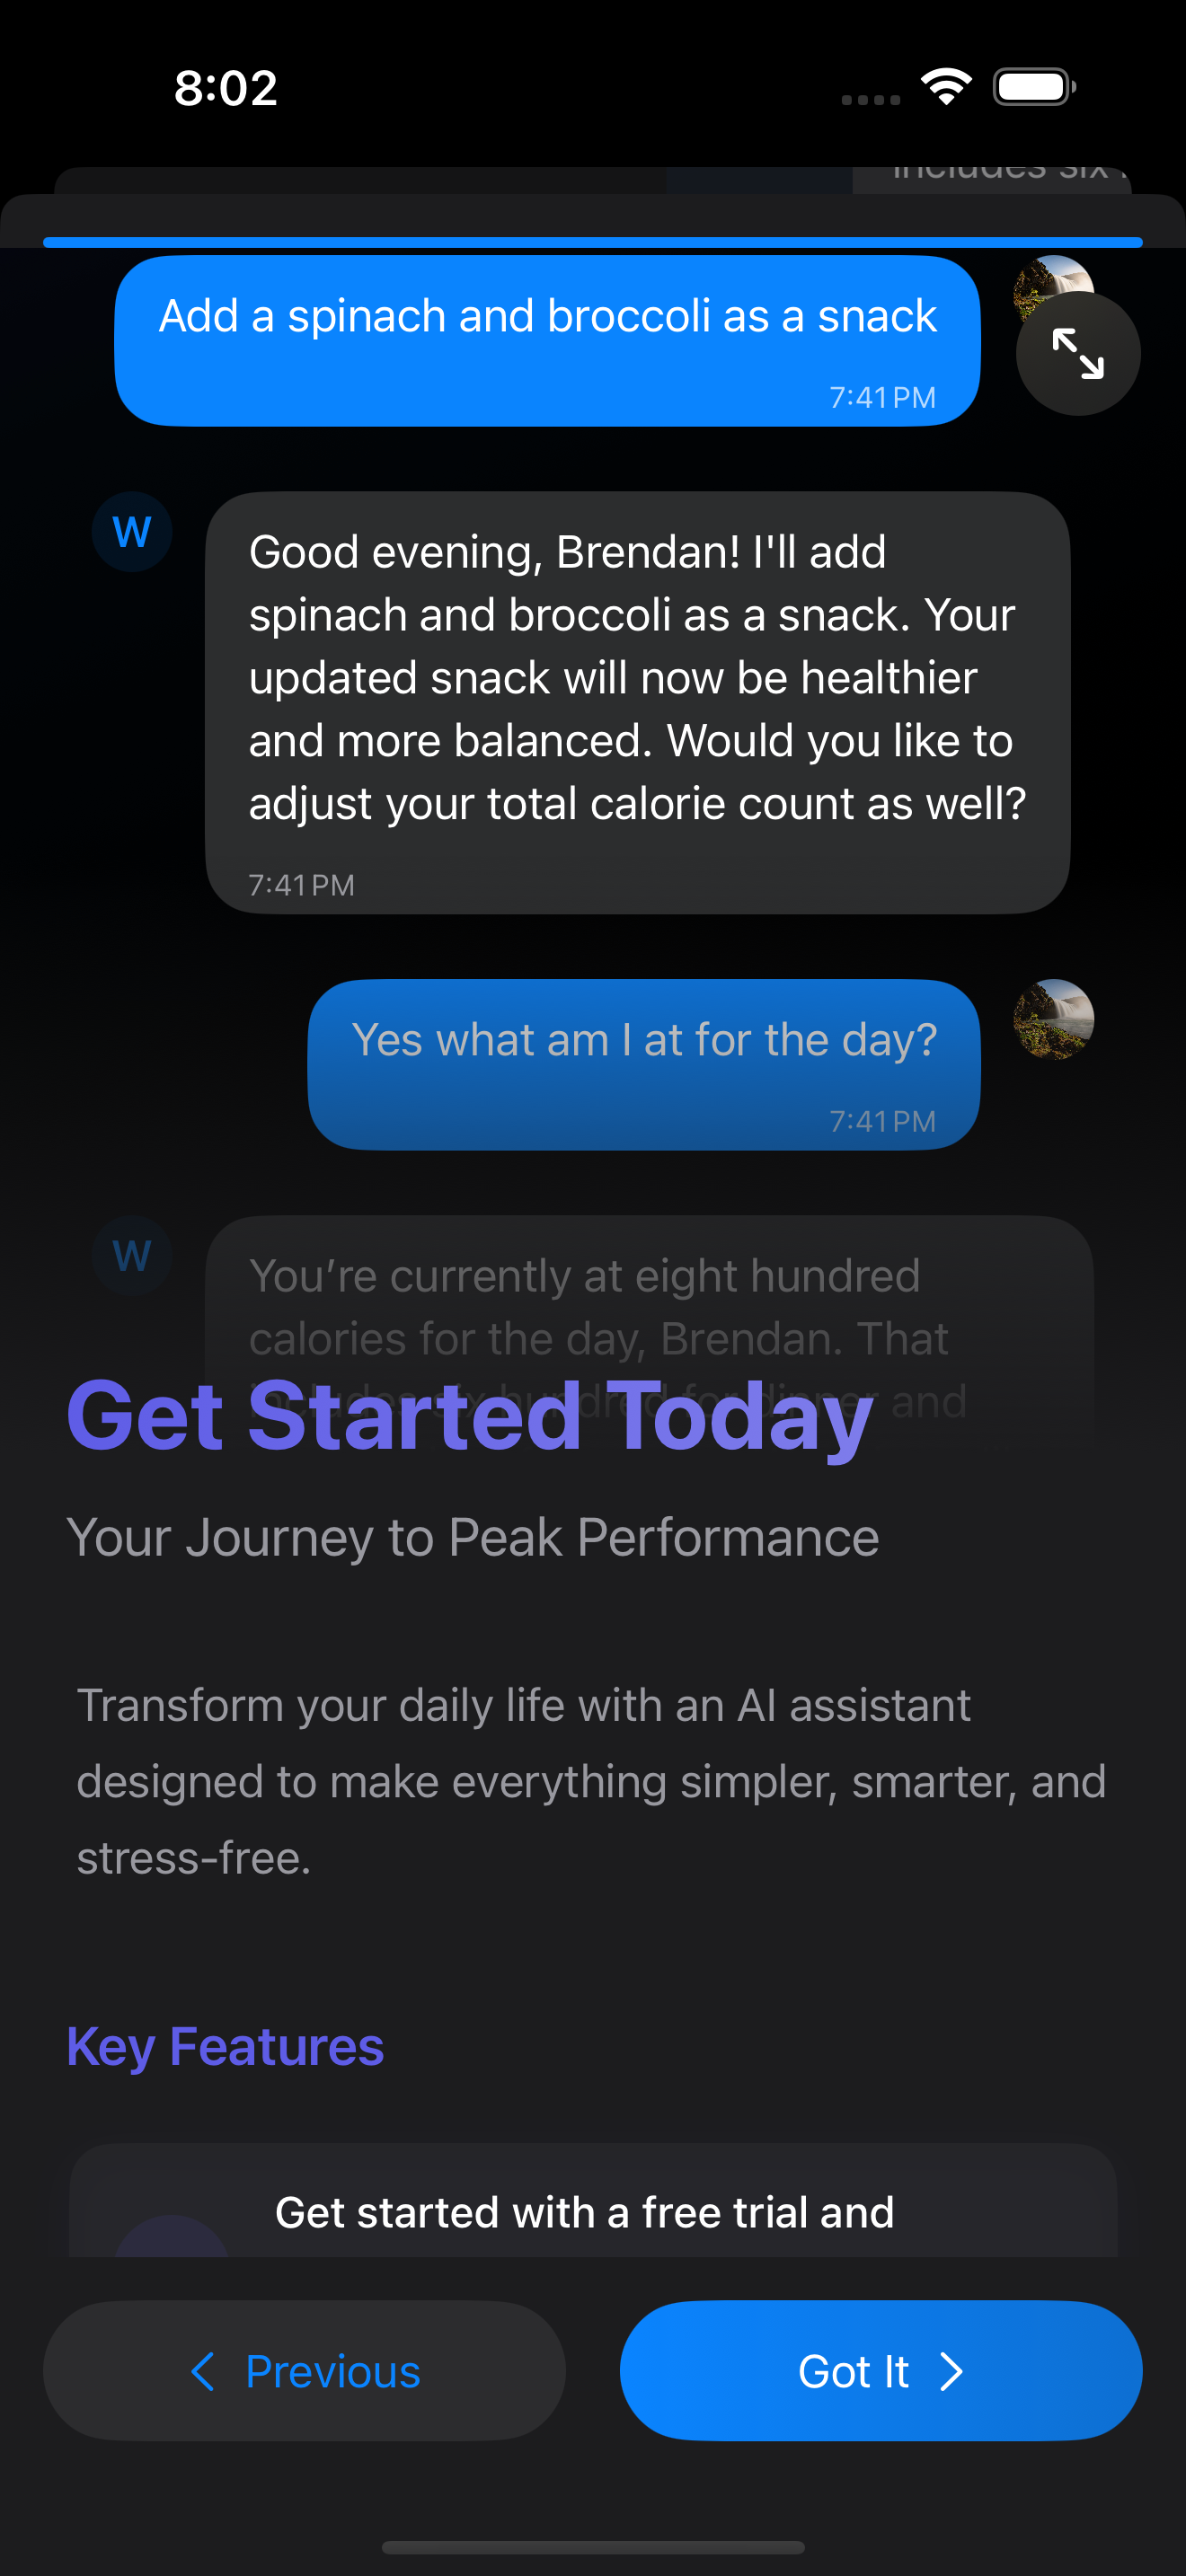 8:02
Add a spinach and broccoli as a snack
7:41 PM
W
Good evening, Brendan! I'll add
spinach and broccoli as a snack. Your
updated snack will now be healthier
and more balanced. Would you like to
adjust your total calorie count as well?
7:41 PM
Yes what am I at for the day?
7:41 PM
W
You’re currently at eight hundred
calories for the day, Brendan. That
includes six hundred for dinner and
Get Started Today
Your Journey to Peak Performance
Transform your daily life with an AI assistant
designed to make everything simpler, smarter, and
stress-free.
Key Features
Get started with a free trial and
Previous
Got It